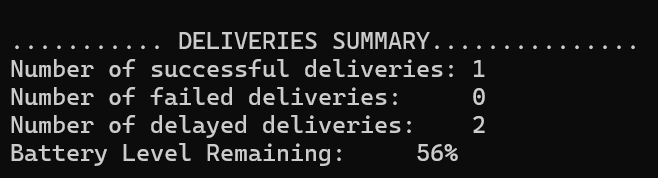 ........... DELIVERIES SUMMARY...............
Number of successful deliveries: 1
Number of failed deliveries:     0
Number of delayed deliveries:    2
Battery Level Remaining:     56%